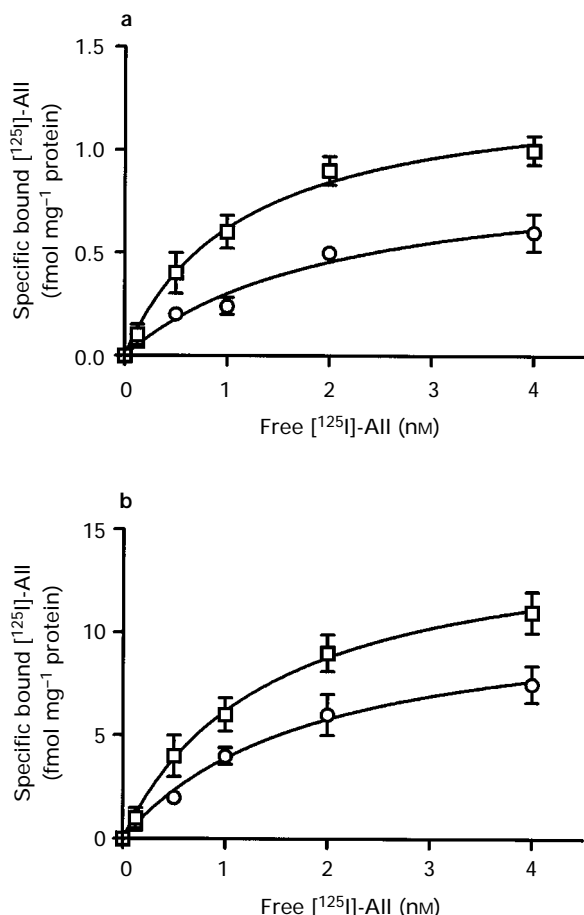 a
Specific bound [¹²⁵I]-AII
(fmol mg⁻¹ protein)
1.5
1.0
0.5
0.0
0 1 2 3 4
Free [¹²⁵I]-AII (nM)
b
Specific bound [¹²⁵I]-AII
(fmol mg⁻¹ protein)
15
10
5
0
0 1 2 3 4
Free [¹²⁵I]-AII (nM)